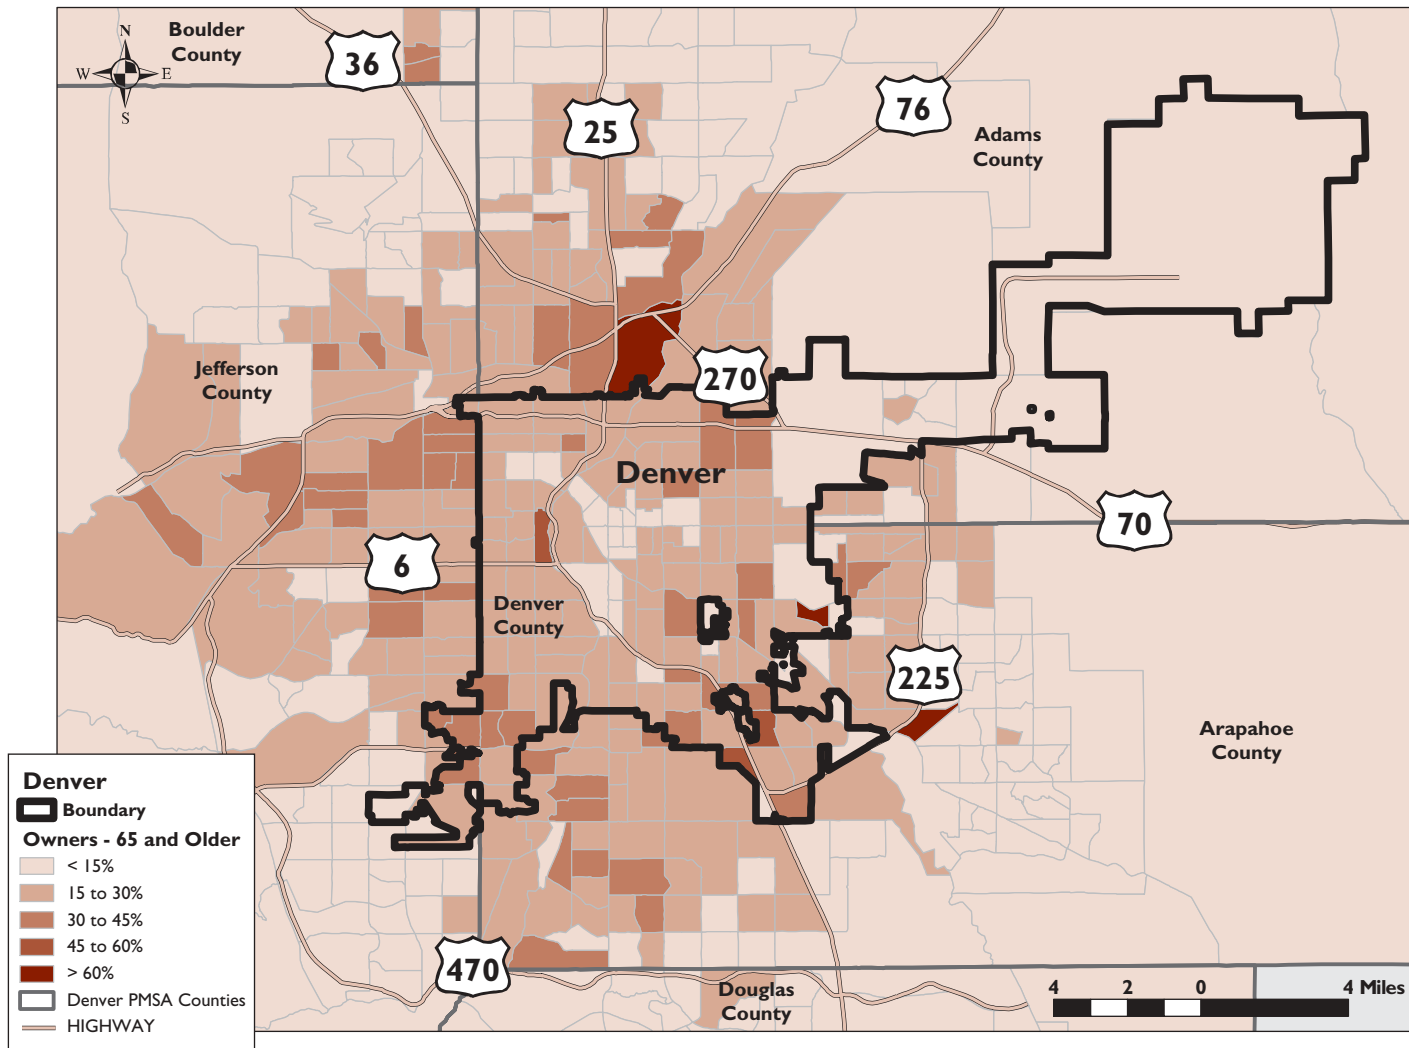 Boulder
County
N
W
E
S
36
25
76
Adams
County
Jefferson
County
270
Denver
70
6
Denver
County
225
Arapahoe
County
Denver
Boundary
Owners - 65 and Older
< 15%
15 to 30%
30 to 45%
45 to 60%
> 60%
Denver PMSA Counties
HIGHWAY
470
Douglas
County
4 2 0 4 Miles